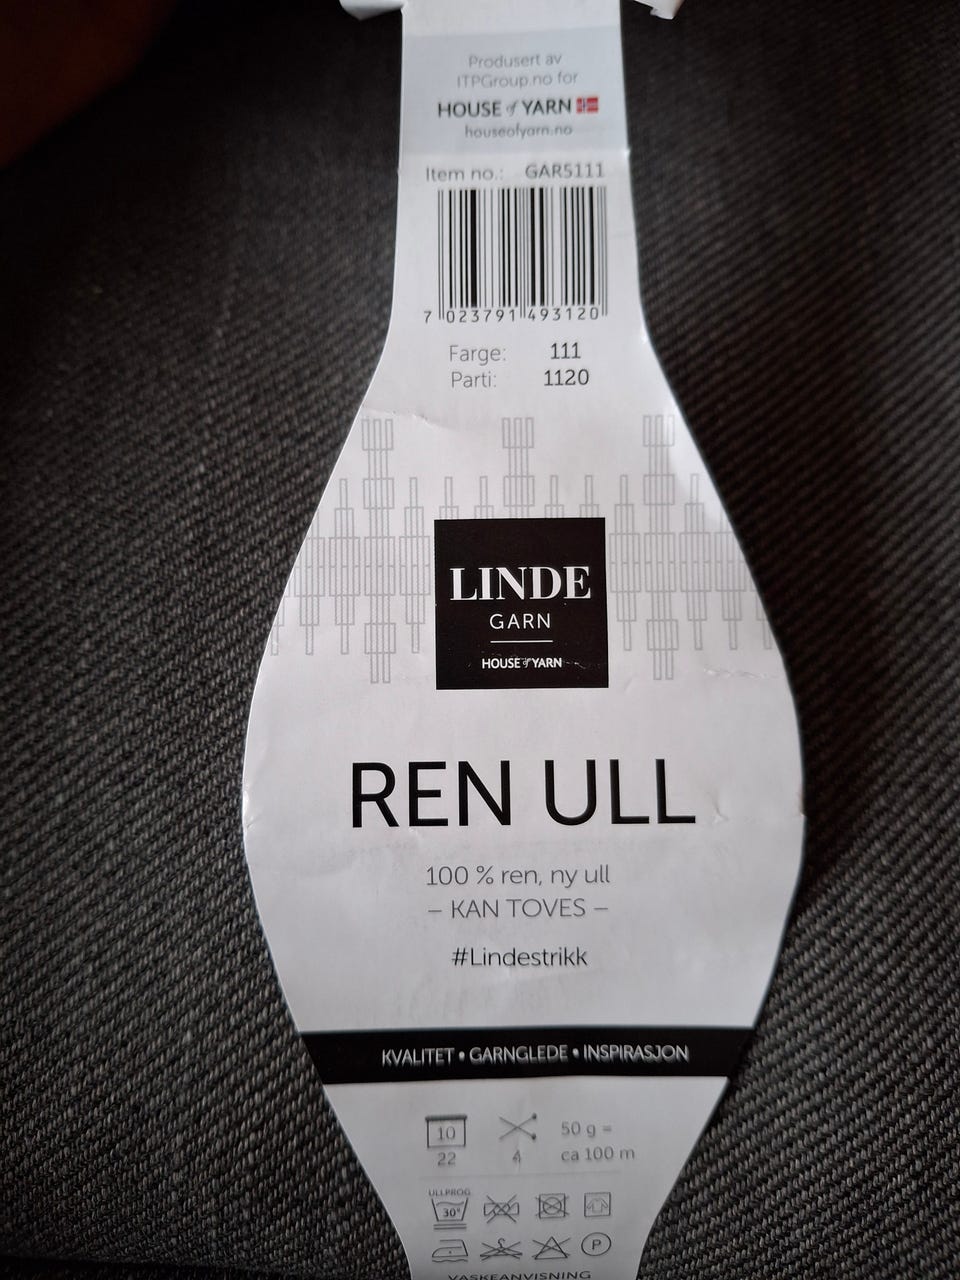 Produsert av
ITPGroup.no for
HOUSE of YARN
houseofyarn.no
Item no.: GAR5111
7 023791 493120
Farge: 111
Parti: 1120
LINDE
GARN
HOUSE of YARN
REN ULL
100 % ren, ny ull
– KAN TOVES –
#Lindestrikk
KVALITET • GARNGLEDE • INSPIRASJON
10
22
4
50 g =
ca 100 m
ULLPROG
30°
P
VASKEANVISNING